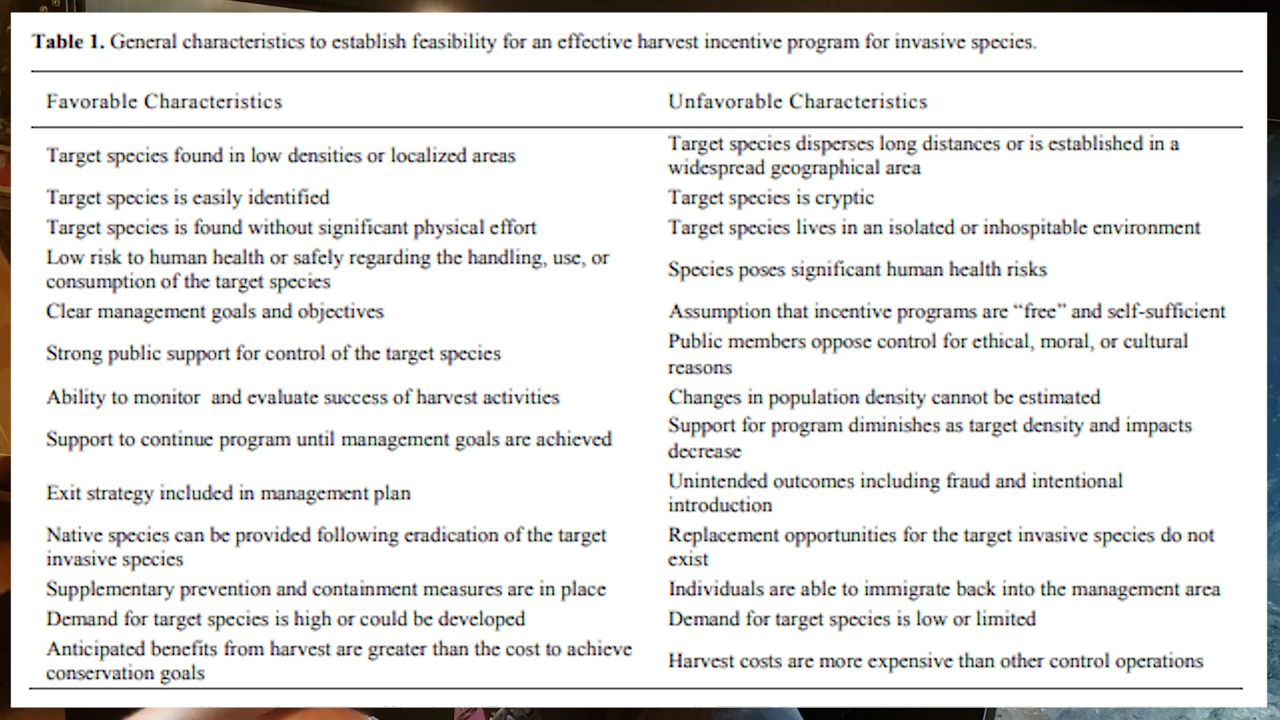 Table 1. General characteristics to establish feasibility for an effective harvest incentive program for invasive species.
Favorable Characteristics
Unfavorable Characteristics
Target species found in low densities or localized areas
Target species disperses long distances or is established in a
widespread geographical area
Target species is easily identified
Target species is cryptic
Target species is found without significant physical effort
Target species lives in an isolated or inhospitable environment
Low risk to human health or safely regarding the handling, use, or
consumption of the target species
Species poses significant human health risks
Clear management goals and objectives
Assumption that incentive programs are “free” and self-sufficient
Strong public support for control of the target species
Public members oppose control for ethical, moral, or cultural
reasons
Ability to monitor and evaluate success of harvest activities
Changes in population density cannot be estimated
Support to continue program until management goals are achieved
Support for program diminishes as target density and impacts
decrease
Exit strategy included in management plan
Unintended outcomes including fraud and intentional
introduction
Native species can be provided following eradication of the target
invasive species
Replacement opportunities for the target invasive species do not
exist
Supplementary prevention and containment measures are in place
Individuals are able to immigrate back into the management area
Demand for target species is high or could be developed
Demand for target species is low or limited
Anticipated benefits from harvest are greater than the cost to achieve
conservation goals
Harvest costs are more expensive than other control operations